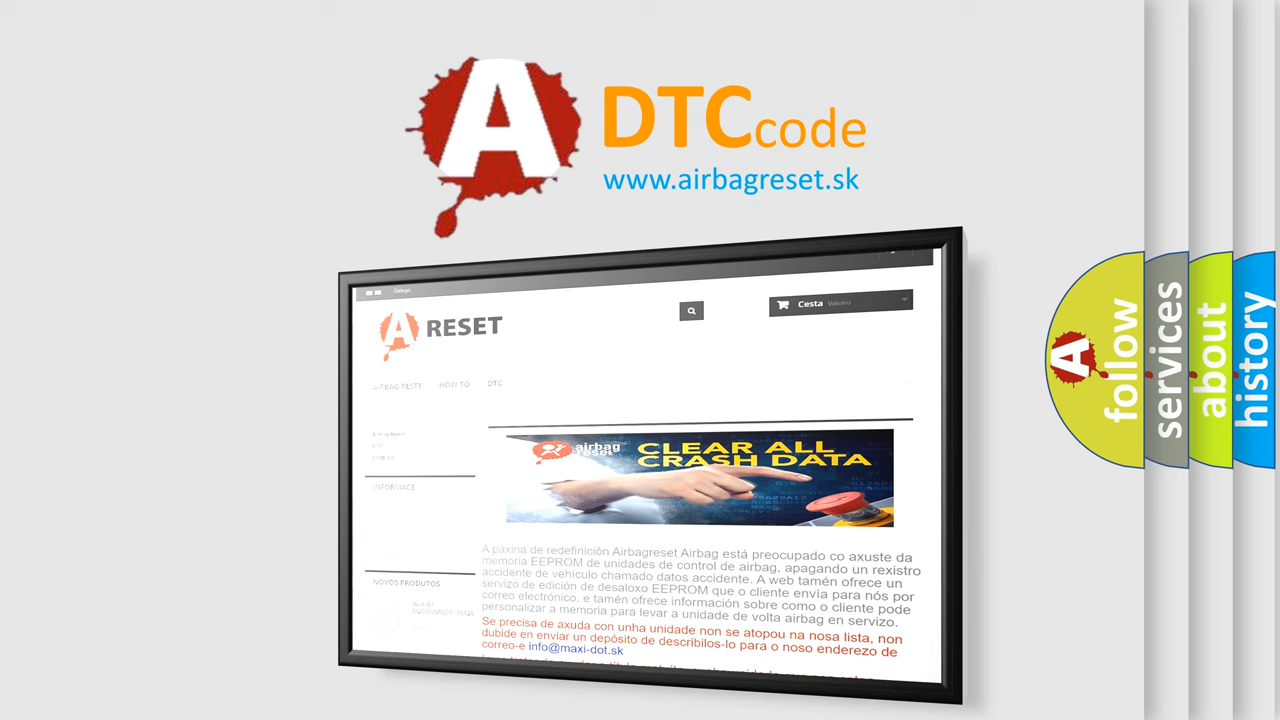 A
DTCcode
www.airbagreset.sk
Galego
A RESET
Cesta
AIRBAG RESET HOW TO DTC
INFORMACE
airbag
reset
CLEAR ALL
CRASH DATA
A páxina de redefinición Airbagreset Airbag está preocupado co axuste da
memoria EEPROM de unidades de control de airbag, apagando un rexistro
accidente de vehículo chamado datos accidente. A web tamén ofrece un
servizo de edición de desaloxo EEPROM que o cliente envía para nós por
correo electrónico, e tamén ofrece información sobre como o cliente pode
personalizar a memoria para levar a unidade de volta airbag en servizo.
Se precisa de axuda con unha unidade non se atopou na nosa lista, non
dubide en enviar un depósito de describilos-lo para o noso enderezo de
correo-e info@maxi-dot.sk
NOVOS PRODUTOS
A
follow
services
about
history